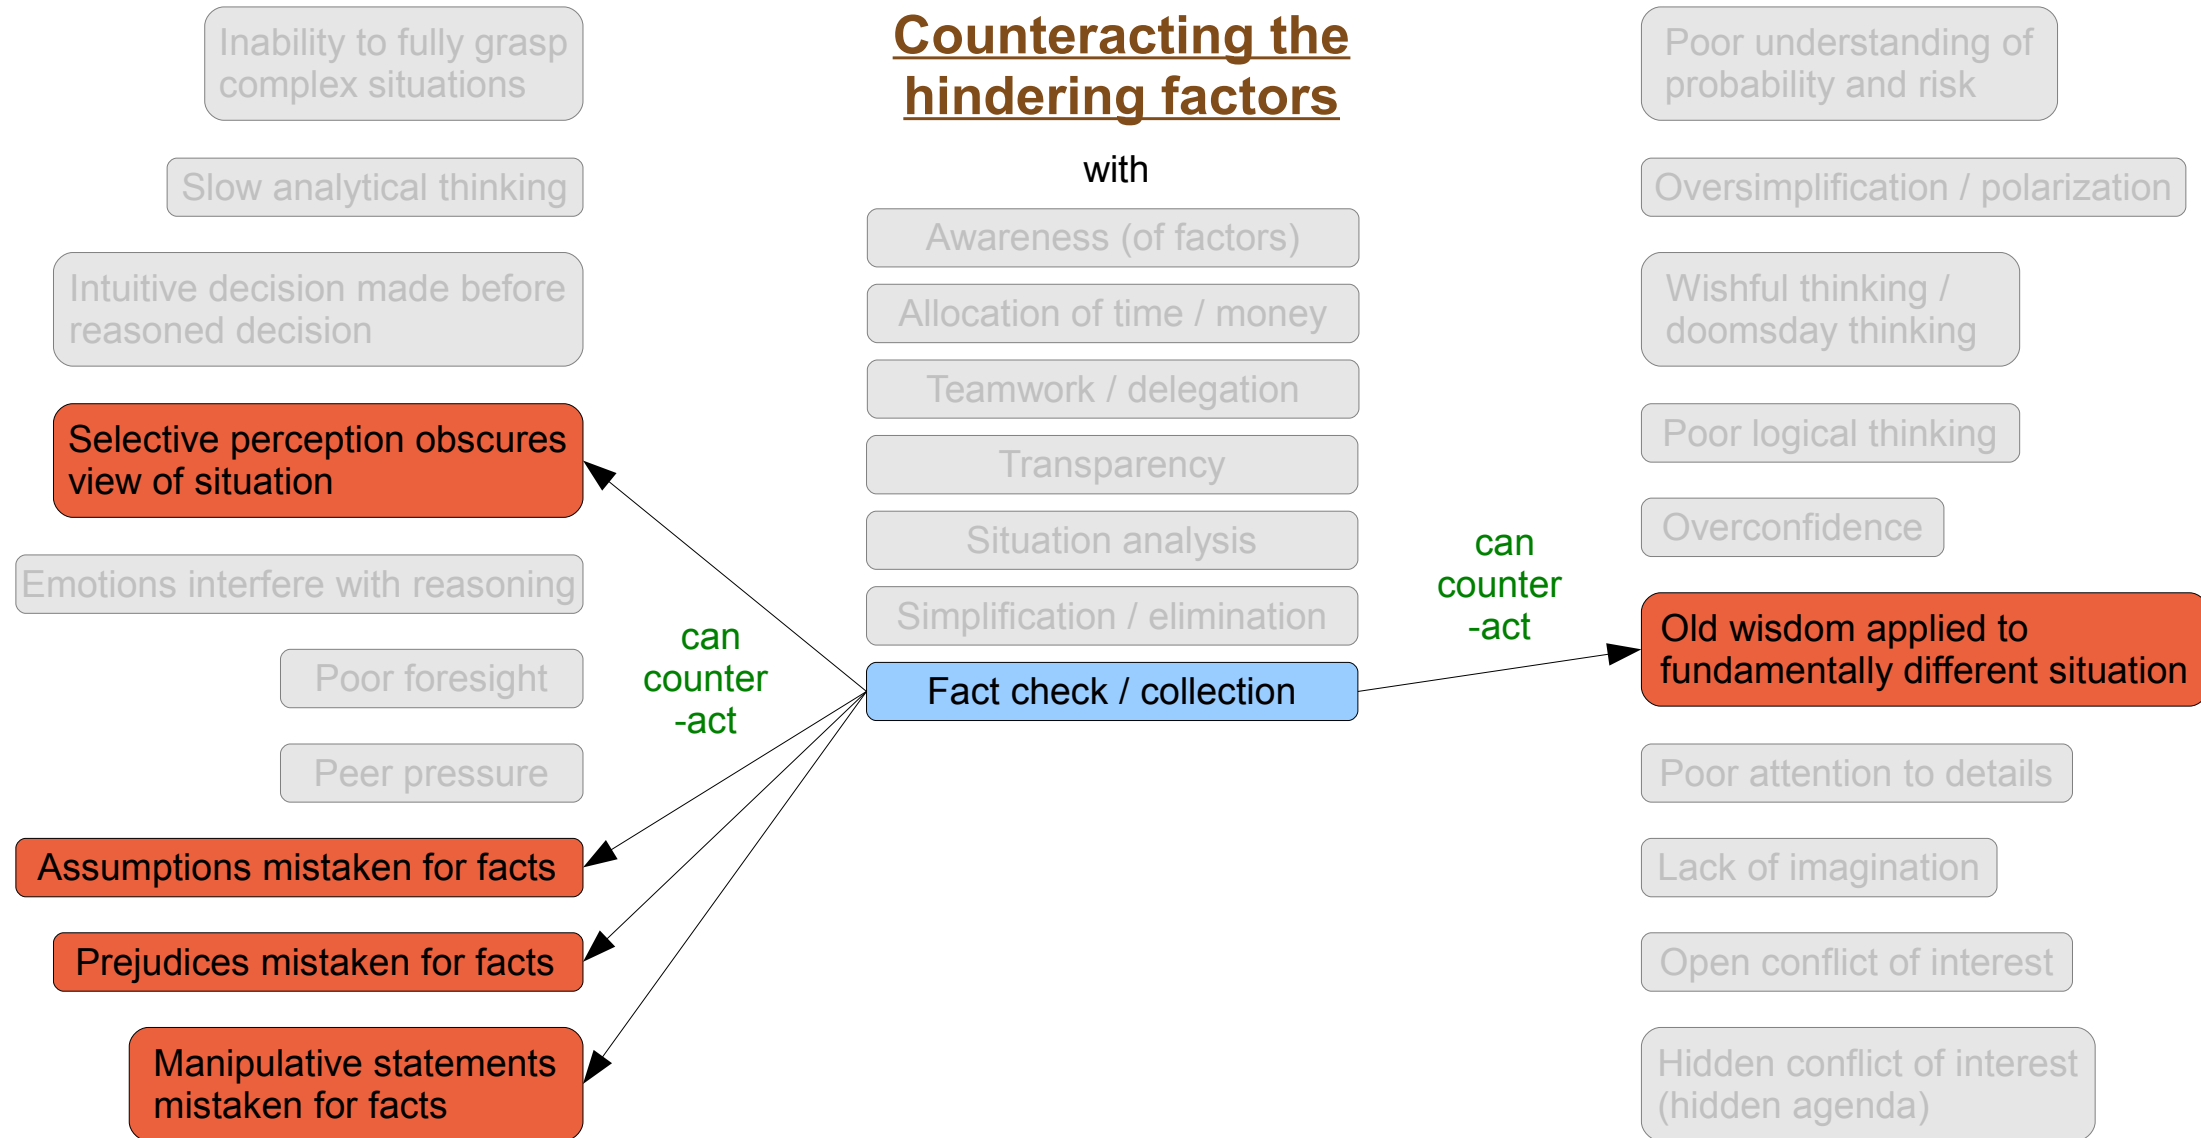 Counteracting the
hindering factors
with
Inability to fully grasp
complex situations
Slow analytical thinking
Intuitive decision made before
reasoned decision
Selective perception obscures
view of situation
Emotions interfere with reasoning
Poor foresight
Peer pressure
Assumptions mistaken for facts
Prejudices mistaken for facts
Manipulative statements
mistaken for facts
can
counter
-act
Awareness (of factors)
Allocation of time / money
Teamwork / delegation
Transparency
Situation analysis
Simplification / elimination
Fact check / collection
can
counter
-act
Poor understanding of
probability and risk
Oversimplification / polarization
Wishful thinking /
doomsday thinking
Poor logical thinking
Overconfidence
Old wisdom applied to
fundamentally different situation
Poor attention to details
Lack of imagination
Open conflict of interest
Hidden conflict of interest
(hidden agenda)